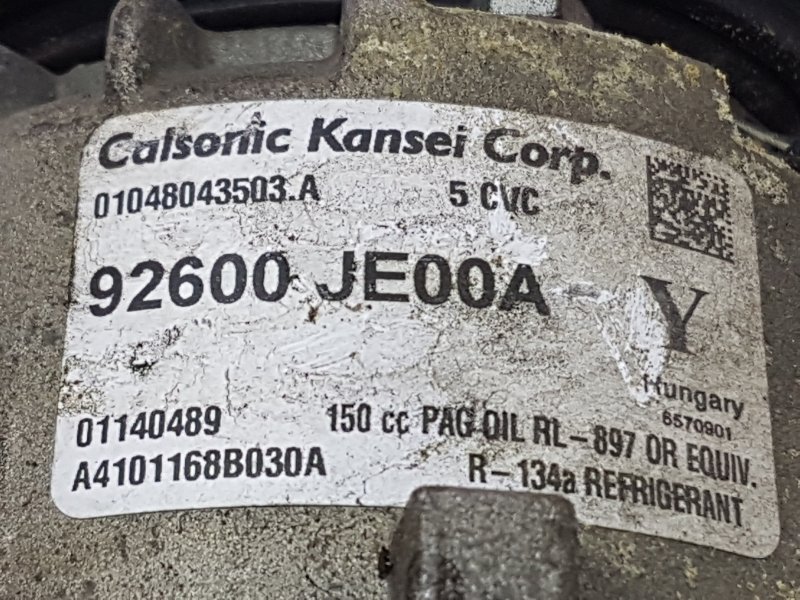 Calsonic Kansei Corp.
01048043503.A 5 CVC
92600 JE00A Y
Hungary
6570901
01140489 150 cc PAG OIL RL-897 OR EQUIV.
A4101168B030A R-134a REFRIGERANT